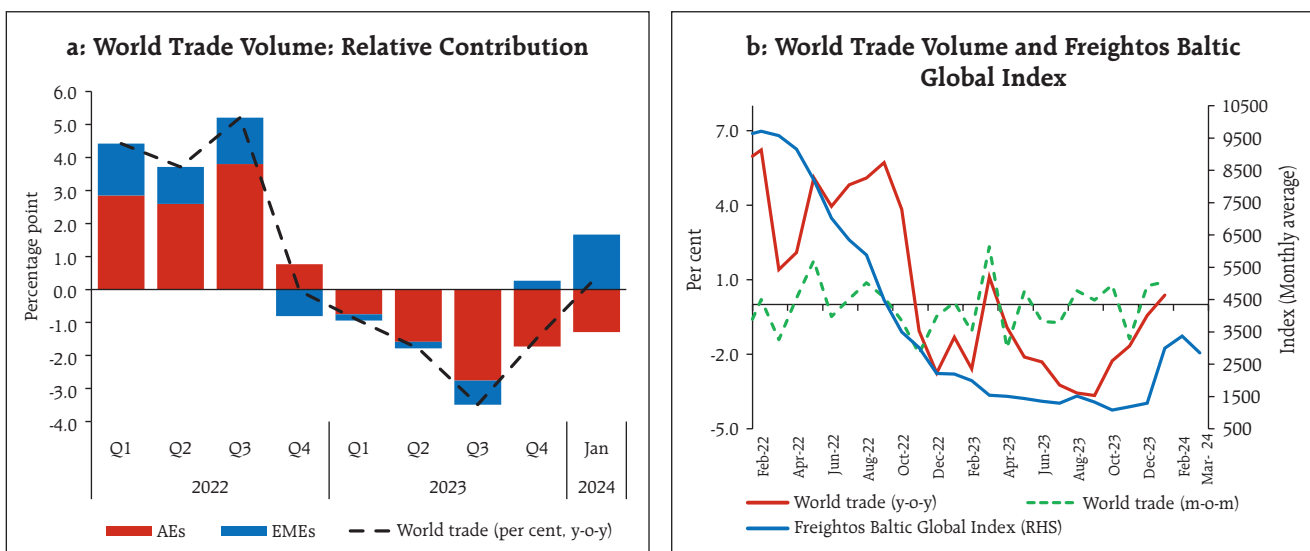 a: World Trade Volume: Relative Contribution
Percentage point
6.0
5.0
4.0
3.0
2.0
1.0
0.0
-1.0
-2.0
-3.0
-4.0
Q1 Q2 Q3 Q4 Q1 Q2 Q3 Q4 Jan
2022 2023 2024
AEs EMEs World trade (per cent, y-o-y)
b: World Trade Volume and Freightos Baltic
Global Index
Per cent
7.0
4.0
1.0
-2.0
-5.0
10500
9500
8500
7500
6500
5500
4500
3500
2500
1500
500
Index (Monthly average)
Feb-22
Apr-22
Jun-22
Aug-22
Oct-22
Dec-22
Feb-23
Apr-23
Jun-23
Aug-23
Oct-23
Dec-23
Feb-24
Mar- 24
World trade (y-o-y) World trade (m-o-m)
Freightos Baltic Global Index (RHS)